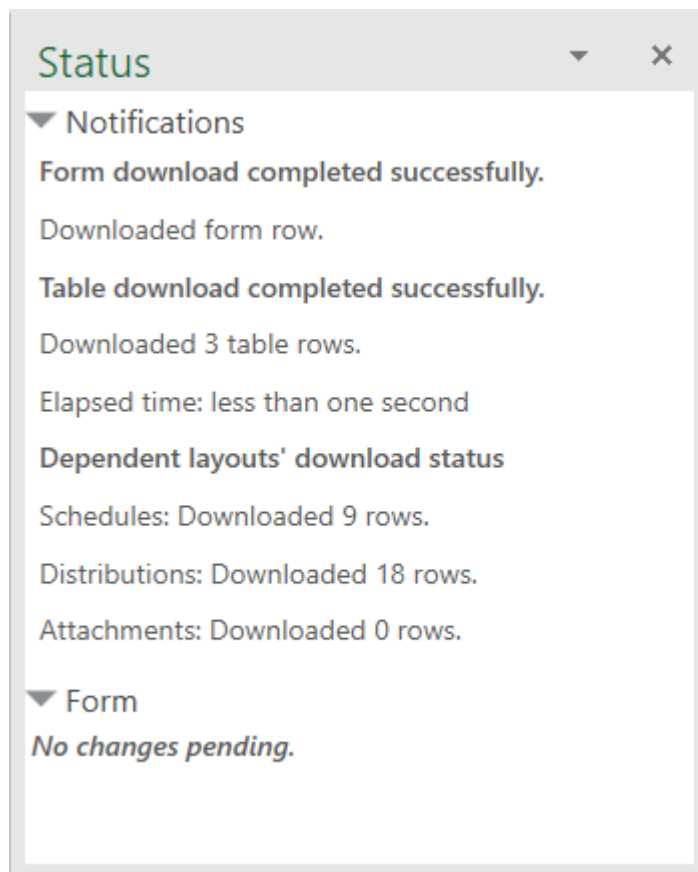 Status
Notifications
Form download completed successfully.
Downloaded form row.
Table download completed successfully.
Downloaded 3 table rows.
Elapsed time: less than one second
Dependent layouts' download status
Schedules: Downloaded 9 rows.
Distributions: Downloaded 18 rows.
Attachments: Downloaded 0 rows.
Form
No changes pending.